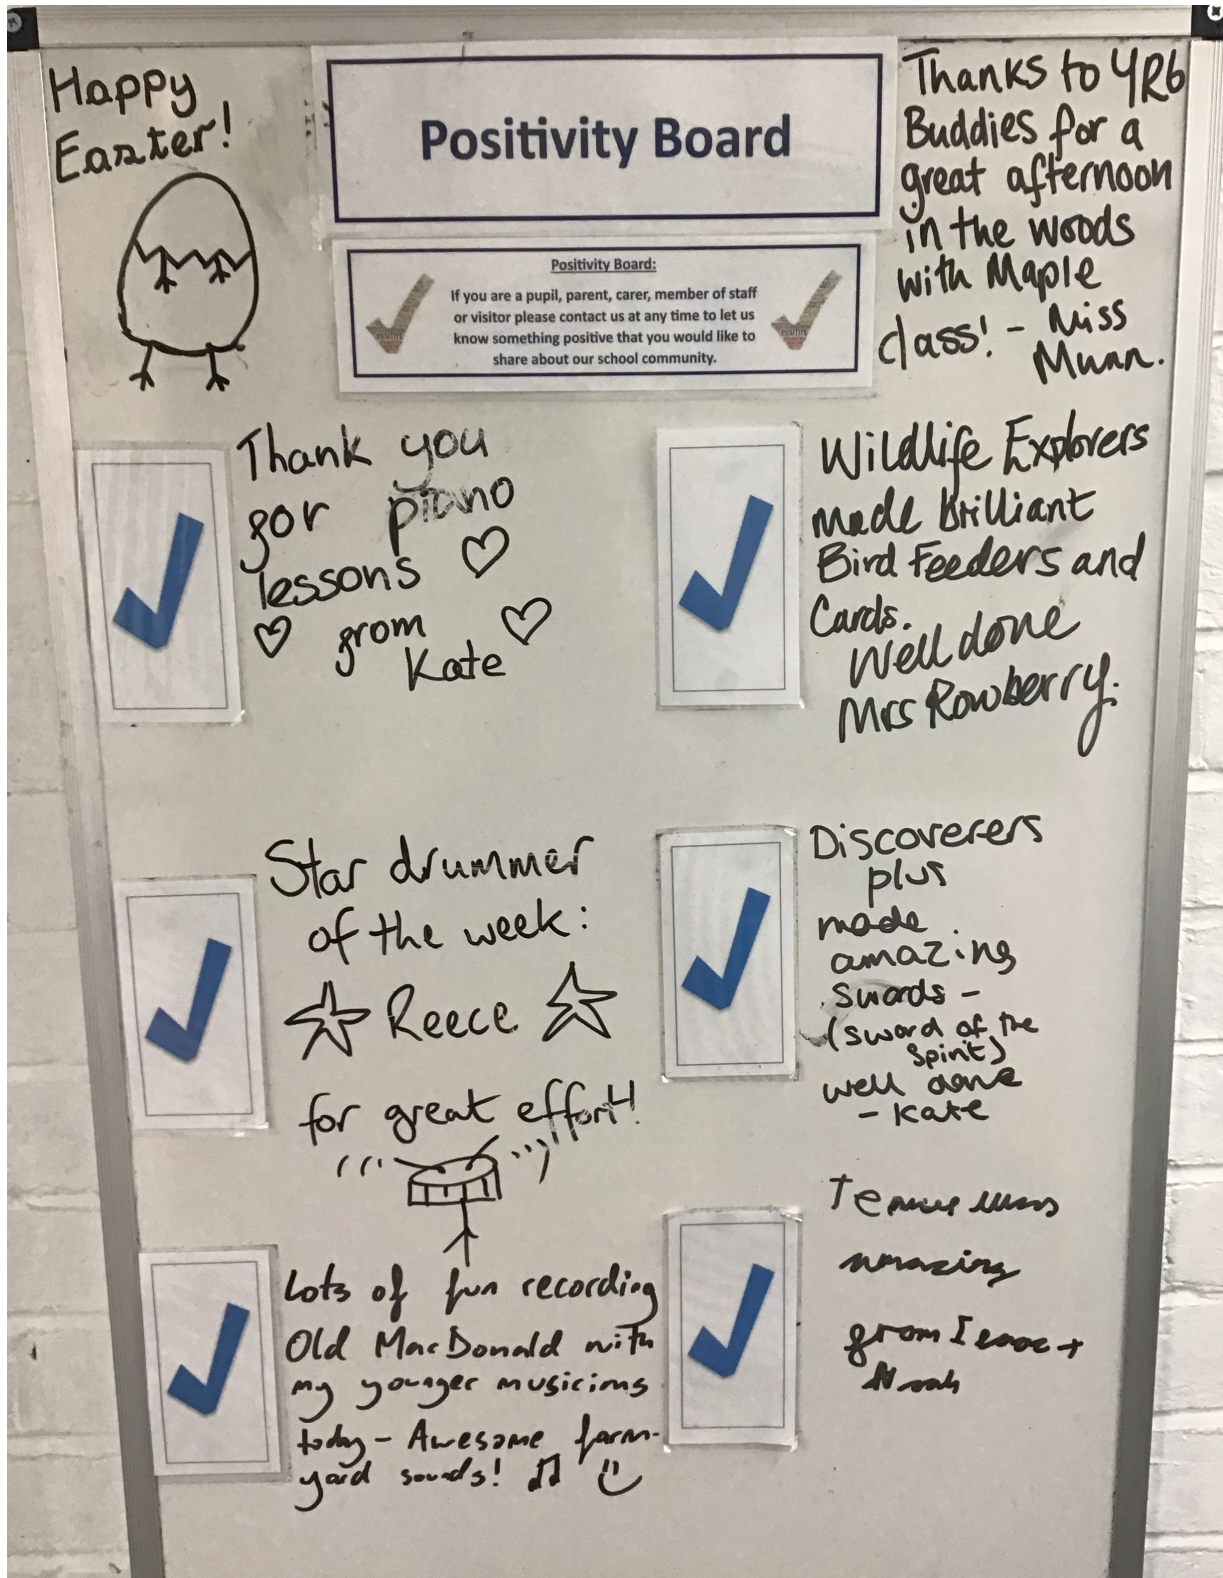 Happy
Easter!
Positivity Board
Positivity Board:
If you are a pupil, parent, carer, member of staff
or visitor please contact us at any time to let us
know something positive that you would like to
share about our school community.
Thanks to YR6
Buddies for a
great afternoon
in the woods
with Maple
class! - Miss
Munn.
Thank you
for piano
lessons
from
Kate
Wildlife Explorers
made brilliant
Bird Feeders and
Cards.
Well done
Mrs Rowberry.
Star drummer
of the week:
Reece
for great effort!
Discoverers
plus
made
amazing
swords -
(sword of the
Spirit)
well done
- Kate
Lots of fun recording
Old MacDonald with
my younger musicians
today - Awesome farm-
yard sounds!
amazing
from Isaac +
Noah